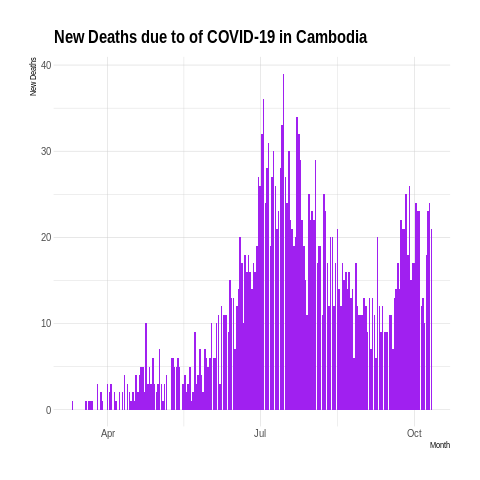 New Deaths due to of COVID-19 in Cambodia
New Deaths
40
30
20
10
0
Apr
Jul
Oct
Month